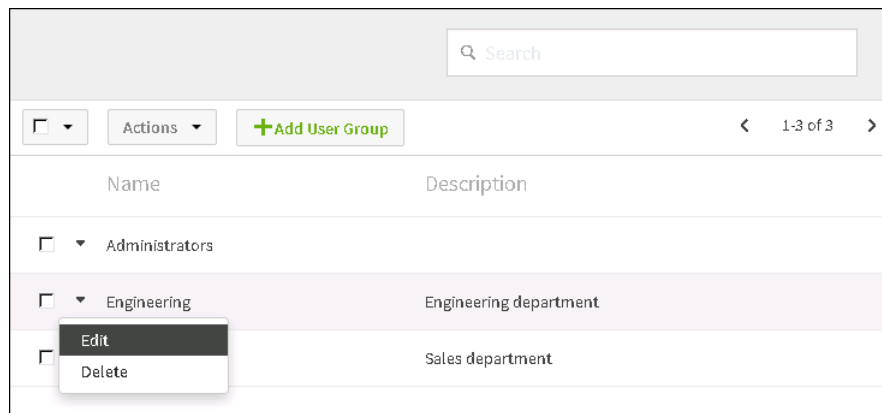 Search
Actions
+Add User Group
1-3 of 3
Name Description
Administrators
Engineering Engineering department
Edit
Sales department
Delete